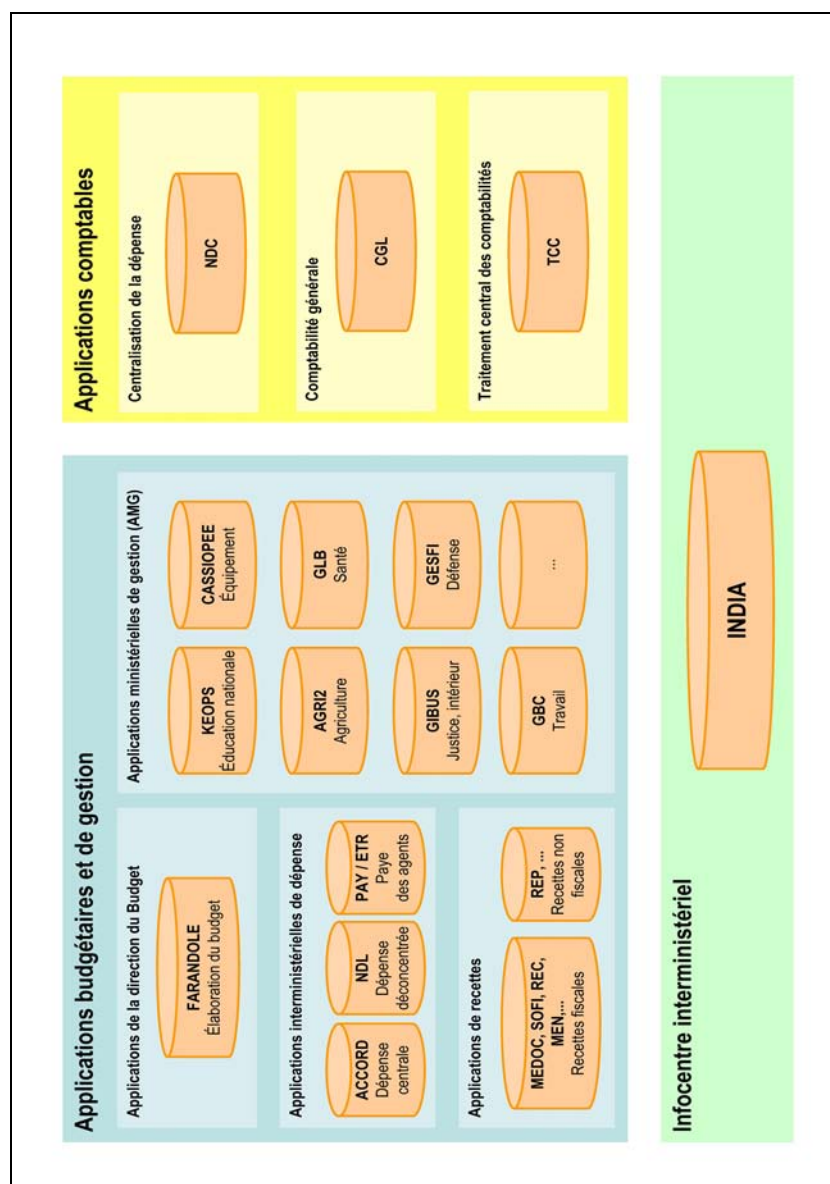 Applications budgétaires et de gestion
Applications de la direction du Budget
FARANDOLE
Élaboration du budget
Applications interministérielles de dépense
ACCORD
Dépense
centrale
NDL
Dépense
déconcentrée
PAY / ETR
Paye
des agents
Applications de recettes
MEDOC, SOFI, REC,
MEN,...
Recettes fiscales
REP, ...
Recettes non
fiscales
Applications ministérielles de gestion (AMG)
KEOPS
Éducation nationale
CASSIOPEE
Équipement
AGRI2
Agriculture
GLB
Santé
GIBUS
Justice, intérieur
GESFI
Défense
GBC
Travail
...
Applications comptables
Centralisation de la dépense
NDC
Comptabilité générale
CGL
Traitement central des comptabilités
TCC
Infocentre interministériel
INDIA